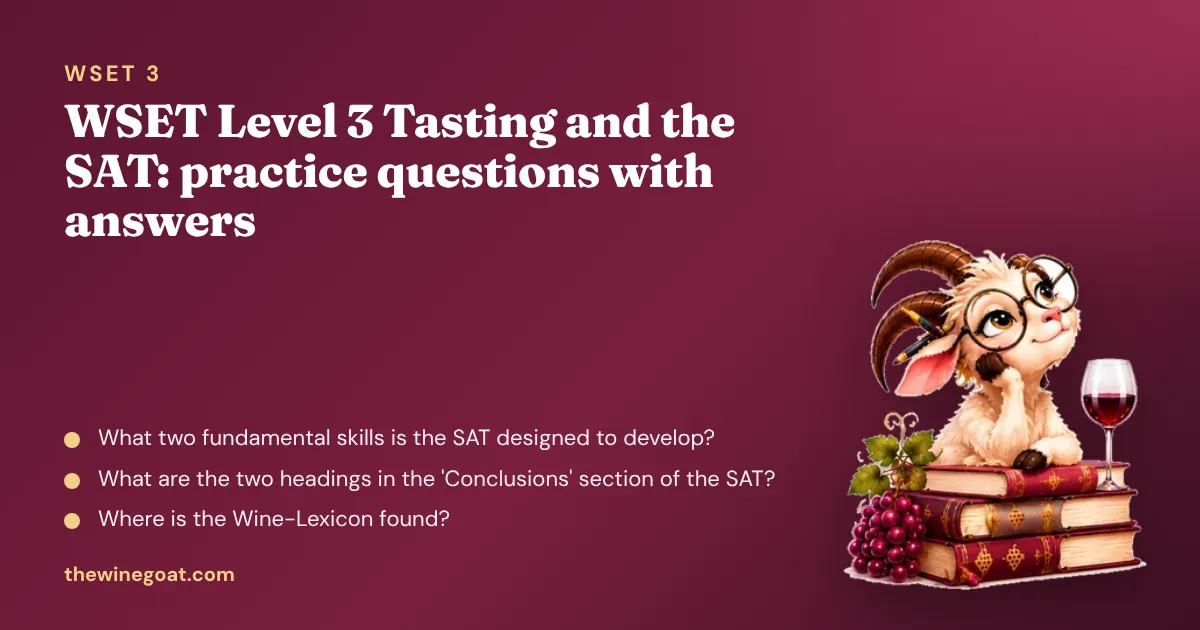 WSET 3
WSET Level 3 Tasting and the
SAT: practice questions with
answers
What two fundamental skills is the SAT designed to develop?
What are the two headings in the 'Conclusions' section of the SAT?
Where is the Wine-Lexicon found?
thewinegoat.com